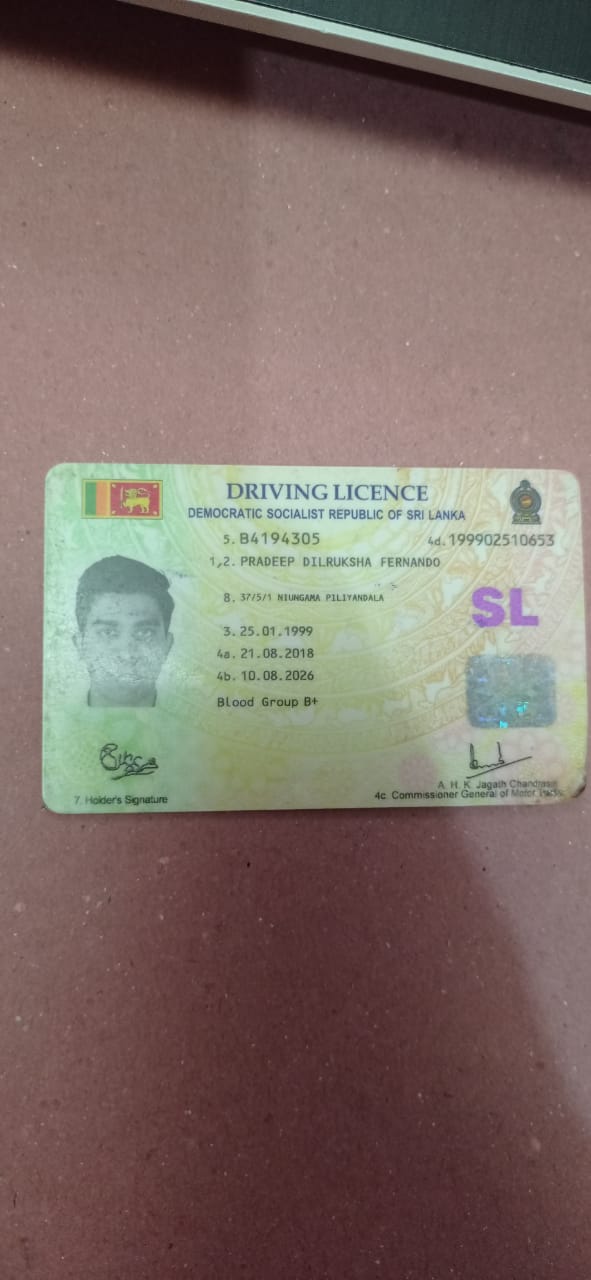 DRIVING LICENCE
DEMOCRATIC SOCIALIST REPUBLIC OF SRI LANKA
5. B4194305 4d. 199902510653
1,2. PRADEEP DILRUKSHA FERNANDO
8. 37/5/1 NIUNGAMA PILIYANDALA
SL
3. 25.01.1999
4a. 21.08.2018
4b. 10.08.2026
Blood Group B+
A. H. K. Jagath
7. Holder's Signature 4c. Commissioner General of Motor